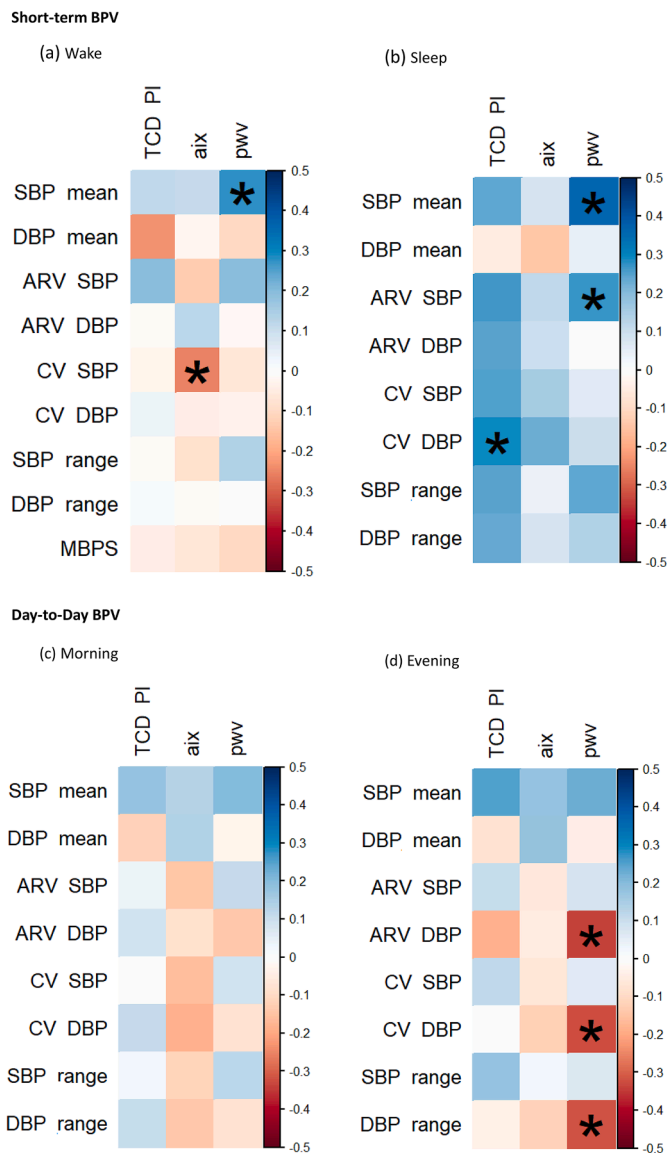 Short-term BPV
(a) Wake
TCD PI
aix
pwv
SBP mean
DBP mean
ARV SBP
ARV DBP
CV SBP
CV DBP
SBP range
DBP range
MBPS
*
*
0.5
0.4
0.3
0.2
0.1
0
-0.1
-0.2
-0.3
-0.4
-0.5
(b) Sleep
TCD PI
aix
pwv
SBP mean
DBP mean
ARV SBP
ARV DBP
CV SBP
CV DBP
SBP range
DBP range
*
*
*
0.5
0.4
0.3
0.2
0.1
0
-0.1
-0.2
-0.3
-0.4
-0.5
Day-to-Day BPV
(c) Morning
TCD PI
aix
pwv
SBP mean
DBP mean
ARV SBP
ARV DBP
CV SBP
CV DBP
SBP range
DBP range
0.5
0.4
0.3
0.2
0.1
0
-0.1
-0.2
-0.3
-0.4
-0.5
(d) Evening
TCD PI
aix
pwv
SBP mean
DBP mean
ARV SBP
ARV DBP
CV SBP
CV DBP
SBP range
DBP range
*
*
*
0.5
0.4
0.3
0.2
0.1
0
-0.1
-0.2
-0.3
-0.4
-0.5